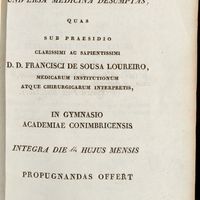 UNIVERSA MEDICINA DESUMPTAS,
QUAS
SUB PRAESIDIO
CLARISSIMI AC SAPIENTISSIMI
D. D. FRANCISCI DE SOUSA LOUREIRO,
MEDICARUM INSTITUTIONUM
ATQUE CHIRURGICARUM INTERPRETIS,
IN GYMNASIO
ACADEMIAE CONIMBRICENSIS
INTEGRA DIE HUJUS MENSIS
PROPUGNANDAS OFFERT